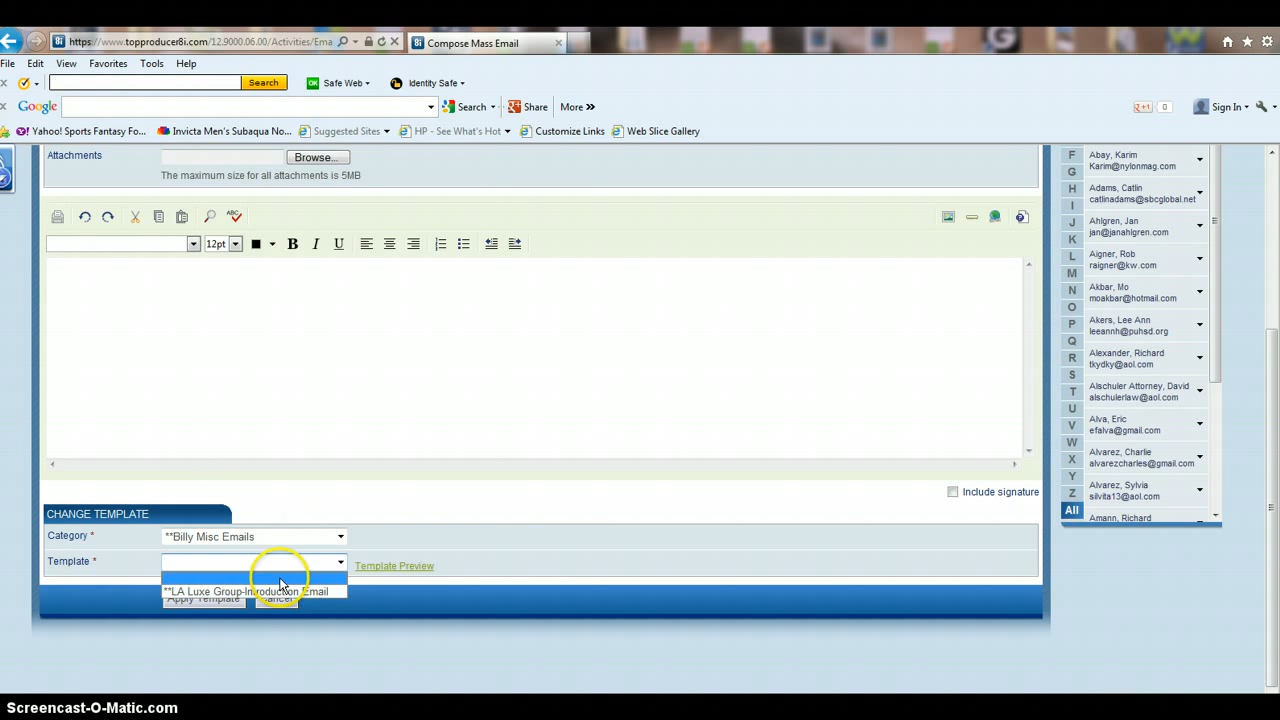 https://www.topproducer8i.com/12.9000.06.00/Activities/Ema
8i Compose Mass Email
File Edit View Favorites Tools Help
Search OK Safe Web Identity Safe
Google Search Share More »
+1 0 Sign In
Yahoo! Sports Fantasy Fo... Invicta Men's Subaqua No... Suggested Sites HP - See What's Hot Customize Links Web Slice Gallery
Attachments Browse...
The maximum size for all attachments is 5MB
12pt B I U
Include signature
CHANGE TEMPLATE
Category * **Billy Misc Emails
Template * Template Preview
**LA Luxe Group-Introduction Email
Apply Template Cancel
F
G
H
I
J
K
L
M
N
O
P
Q
R
S
T
U
V
W
X
Y
Z
All
Abay, Karim
Karim@nylonmag.com
Adams, Catlin
catlinadams@sbcglobal.net
Ahlgren, Jan
jan@janahlgren.com
Aigner, Rob
raigner@kw.com
Akbar, Mo
moakbar@hotmail.com
Akers, Lee Ann
leeannh@puhsd.org
Alexander, Richard
tkydky@aol.com
Alschuler Attorney, David
alschulerlaw@aol.com
Alva, Eric
efalva@gmail.com
Alvarez, Charlie
alvarezcharles@gmail.com
Alvarez, Sylvia
silvita13@aol.com
Amann, Richard
Screencast-O-Matic.com